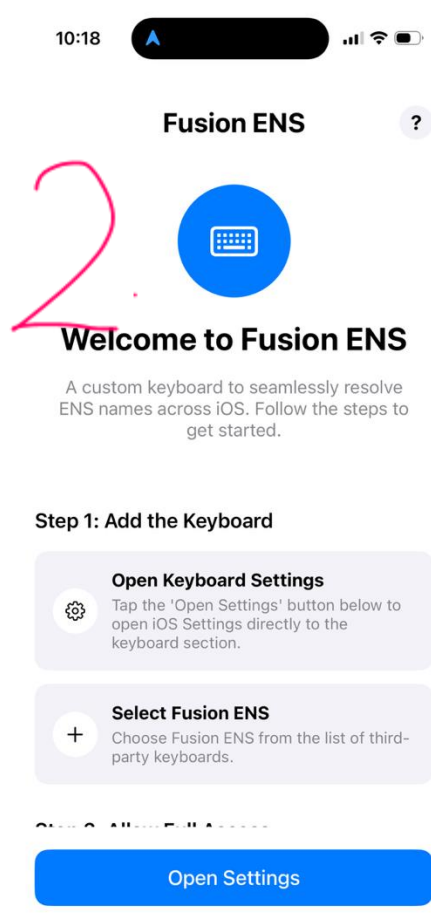 10:18
Fusion ENS
?
2.
Welcome to Fusion ENS
A custom keyboard to seamlessly resolve
ENS names across iOS. Follow the steps to
get started.
Step 1: Add the Keyboard
Open Keyboard Settings
Tap the 'Open Settings' button below to
open iOS Settings directly to the
keyboard section.
Select Fusion ENS
Choose Fusion ENS from the list of third-
party keyboards.
Open Settings